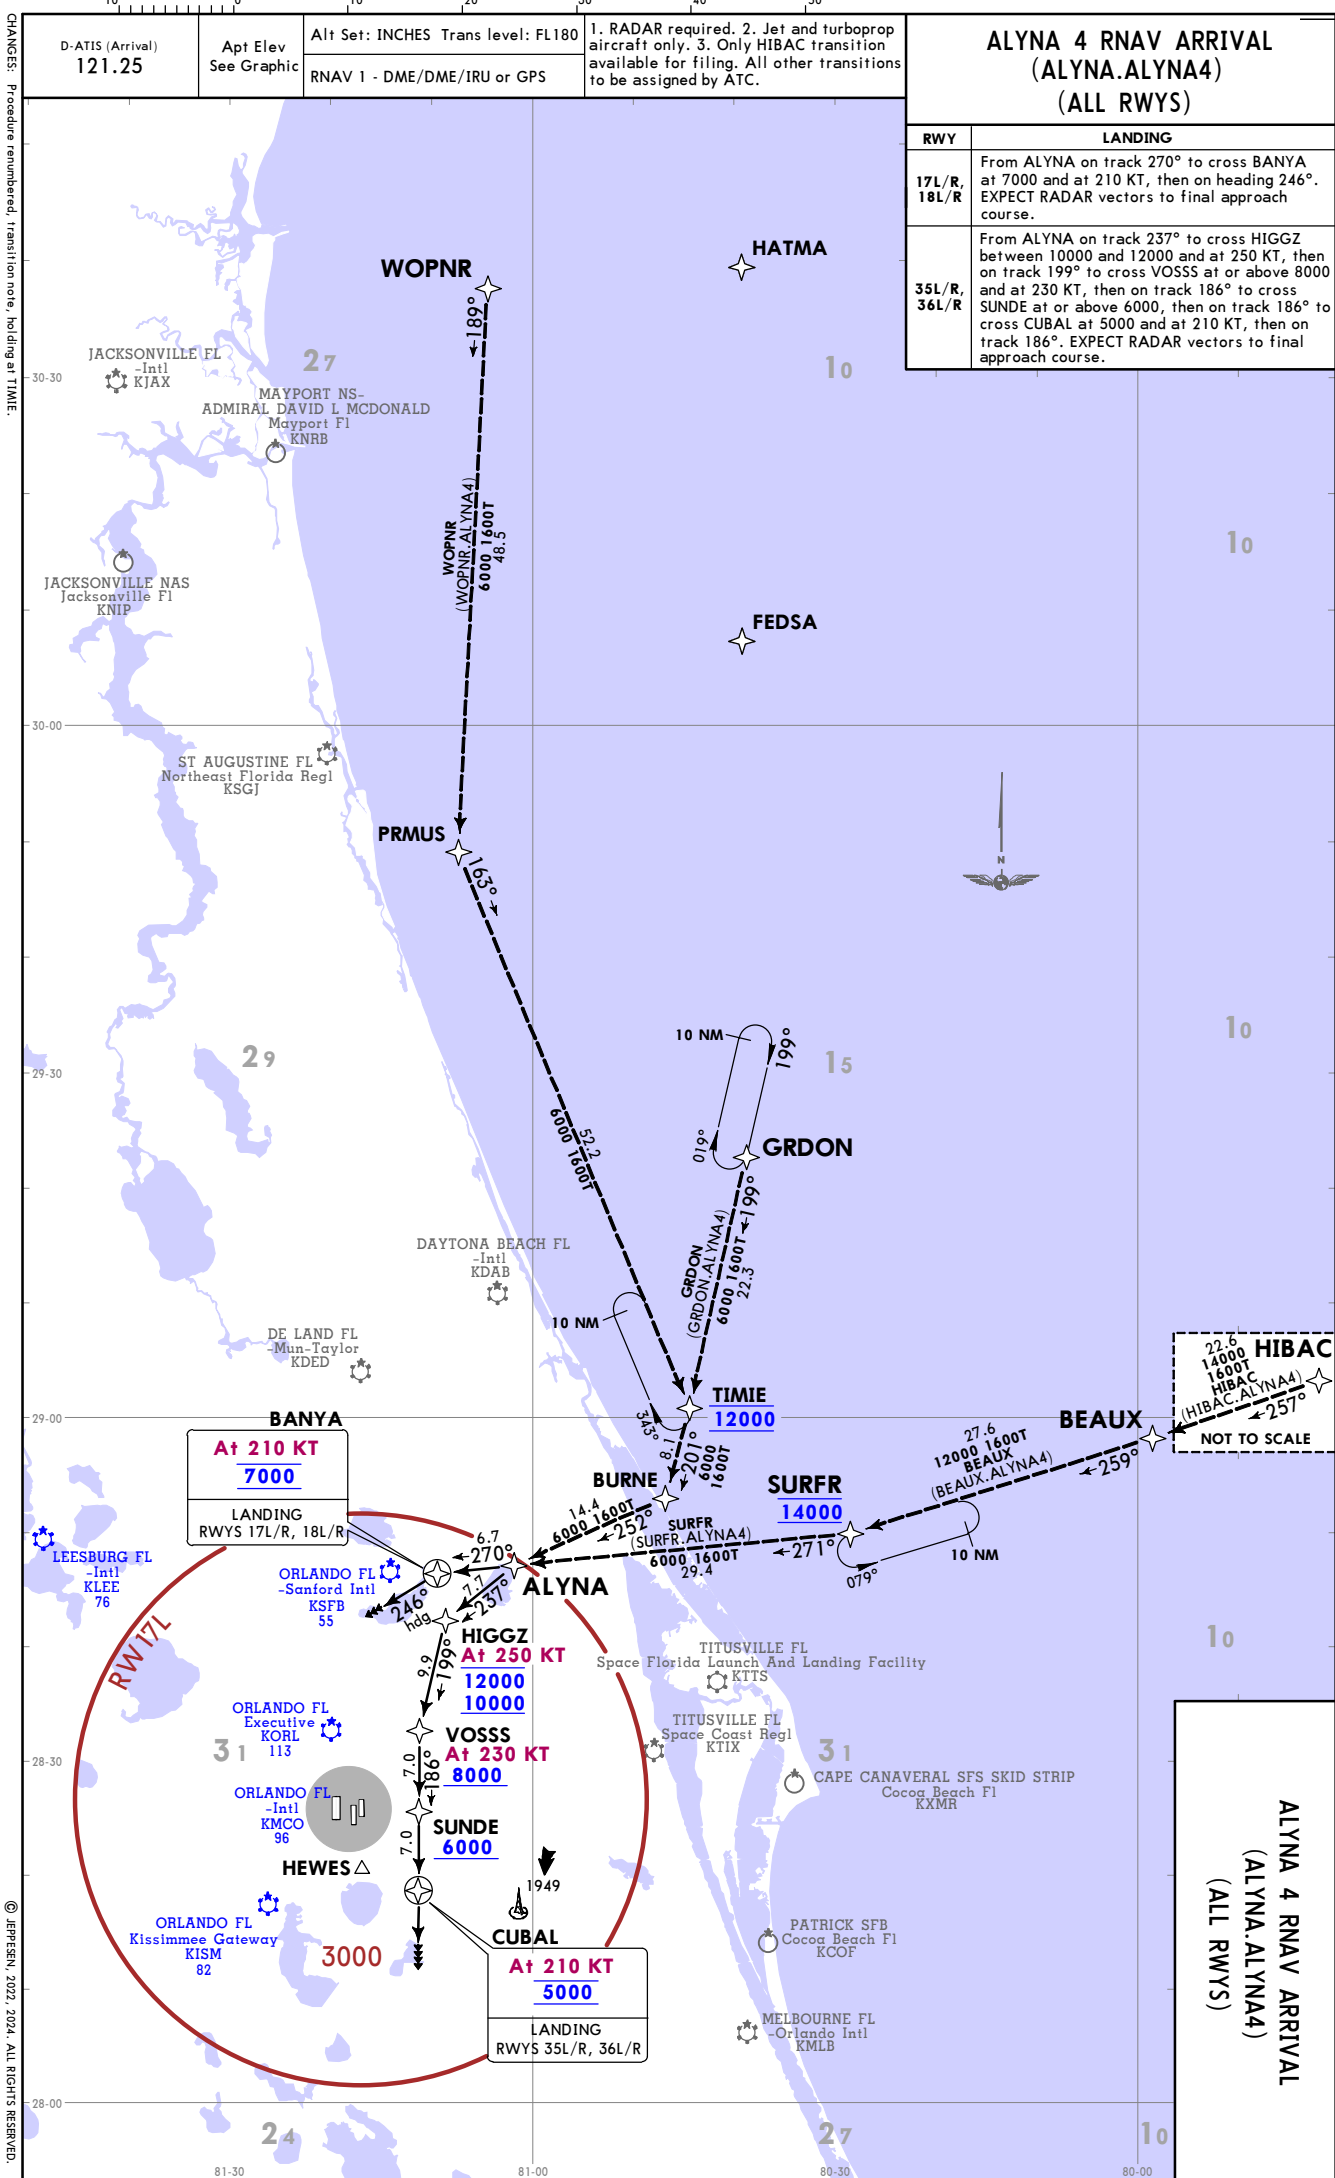 10 0 10 20 30 40 50
CHANGES: Procedure renumbered, transition note, holding at TIMIE.
D-ATIS (Arrival)
121.25
Apt Elev
See Graphic
Alt Set: INCHES Trans level: FL180
RNAV 1 - DME/DME/IRU or GPS
1. RADAR required. 2. Jet and turboprop
aircraft only. 3. Only HIBAC transition
available for filing. All other transitions
to be assigned by ATC.
ALYNA 4 RNAV ARRIVAL
(ALYNA.ALYNA4)
(ALL RWYS)
RWY LANDING
17L/R,
18L/R
From ALYNA on track 270° to cross BANYA
at 7000 and at 210 KT, then on heading 246°.
EXPECT RADAR vectors to final approach
course.
35L/R,
36L/R
From ALYNA on track 237° to cross HIGGZ
between 10000 and 12000 and at 250 KT, then
on track 199° to cross VOSSS at or above 8000
and at 230 KT, then on track 186° to cross
SUNDE at or above 6000, then on track 186° to
cross CUBAL at 5000 and at 210 KT, then on
track 186°. EXPECT RADAR vectors to final
approach course.
WOPNR
HATMA
189°
JACKSONVILLE FL
-Intl
KJAX
27
10
30-30
MAYPORT NS-
ADMIRAL DAVID L MCDONALD
Mayport Fl
KNRB
WOPNR
(WOPNR.ALYNA4)
6000 1600T
48.5
10
JACKSONVILLE NAS
Jacksonville Fl
KNIP
FEDSA
30-00
ST AUGUSTINE FL
Northeast Florida Regl
KSGJ
PRMUS
163°
N
10 NM
199°
29
15
10
29-30
52.2
6000 1600T
019°
GRDON
199°
GRDON
(GRDON.ALYNA4)
6000 1600T
22.3
DAYTONA BEACH FL
-Intl
KDAB
10 NM
DE LAND FL
-Mun-Taylor
KDED
TIMIE
12000
343°
22.6
14000
1600T
HIBAC
(HIBAC.ALYNA4)
HIBAC
257°
NOT TO SCALE
29-00
BANYA
At 210 KT
7000
LANDING
RWYS 17L/R, 18L/R
8.1
201°
6000
1600T
BEAUX
27.6
12000 1600T
BEAUX
(BEAUX.ALYNA4)
259°
BURNE
SURFR
14000
14.4
6000 1600T
252°
SURFR
(SURFR.ALYNA4)
6000 1600T
29.4
271°
10 NM
079°
6.7
270°
LEESBURG FL
-Intl
KLEE
76
ORLANDO FL
-Sanford Intl
KSFB
55
246°
hdg
7.7
237°
ALYNA
RW 17L
HIGGZ
At 250 KT
12000
10000
9.9
199°
TITUSVILLE FL
Space Florida Launch And Landing Facility
KTTS
10
ORLANDO FL
Executive
KORL
113
31
VOSSS
At 230 KT
8000
7.0
186°
TITUSVILLE FL
Space Coast Regl
KTIX
31
28-30
CAPE CANAVERAL SFS SKID STRIP
Cocoa Beach Fl
KXMR
ORLANDO FL
-Intl
KMCO
96
SUNDE
6000
7.0
HEWES
1949
ORLANDO FL
Kissimmee Gateway
KISM
82
3000
CUBAL
At 210 KT
5000
LANDING
RWYS 35L/R, 36L/R
PATRICK SFB
Cocoa Beach Fl
KCOF
MELBOURNE FL
-Orlando Intl
KMLB
ALYNA 4 RNAV ARRIVAL
(ALYNA.ALYNA4)
(ALL RWYS)
28-00
24
27
10
81-30
81-00
80-30
80-00
© JEPPESEN, 2022, 2024. ALL RIGHTS RESERVED.